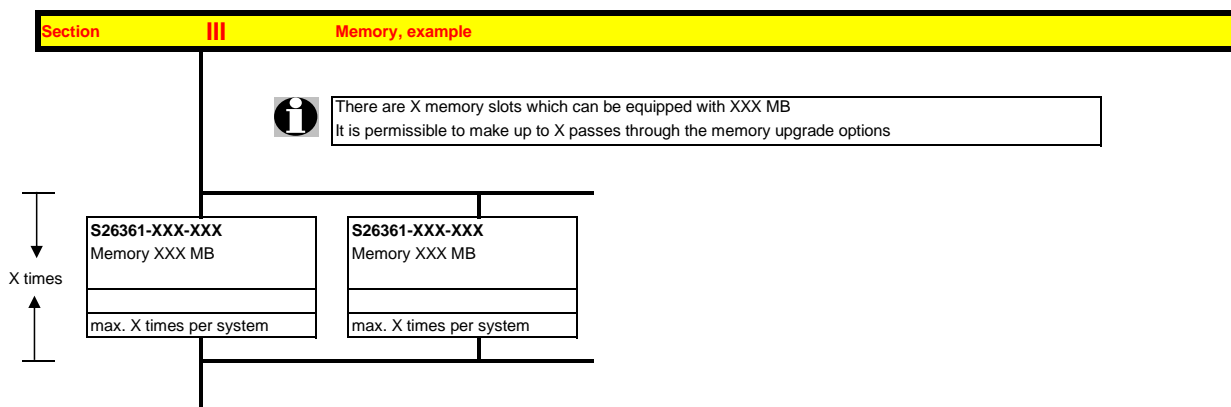 Section III Memory, example
There are X memory slots which can be equipped with XXX MB
It is permissible to make up to X passes through the memory upgrade options
S26361-XXX-XXX
Memory XXX MB
max. X times per system
S26361-XXX-XXX
Memory XXX MB
max. X times per system
X times